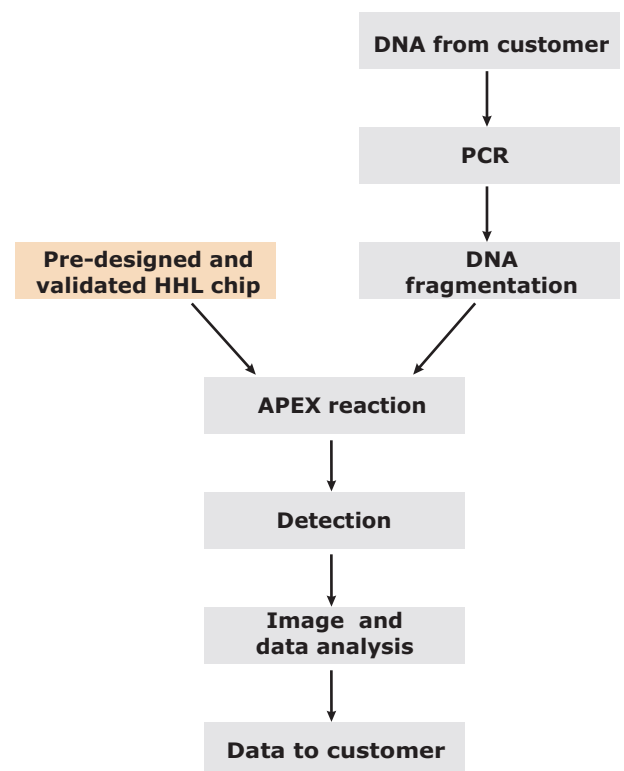 DNA from customer
PCR
Pre-designed and
validated HHL chip
DNA
fragmentation
APEX reaction
Detection
Image and
data analysis
Data to customer